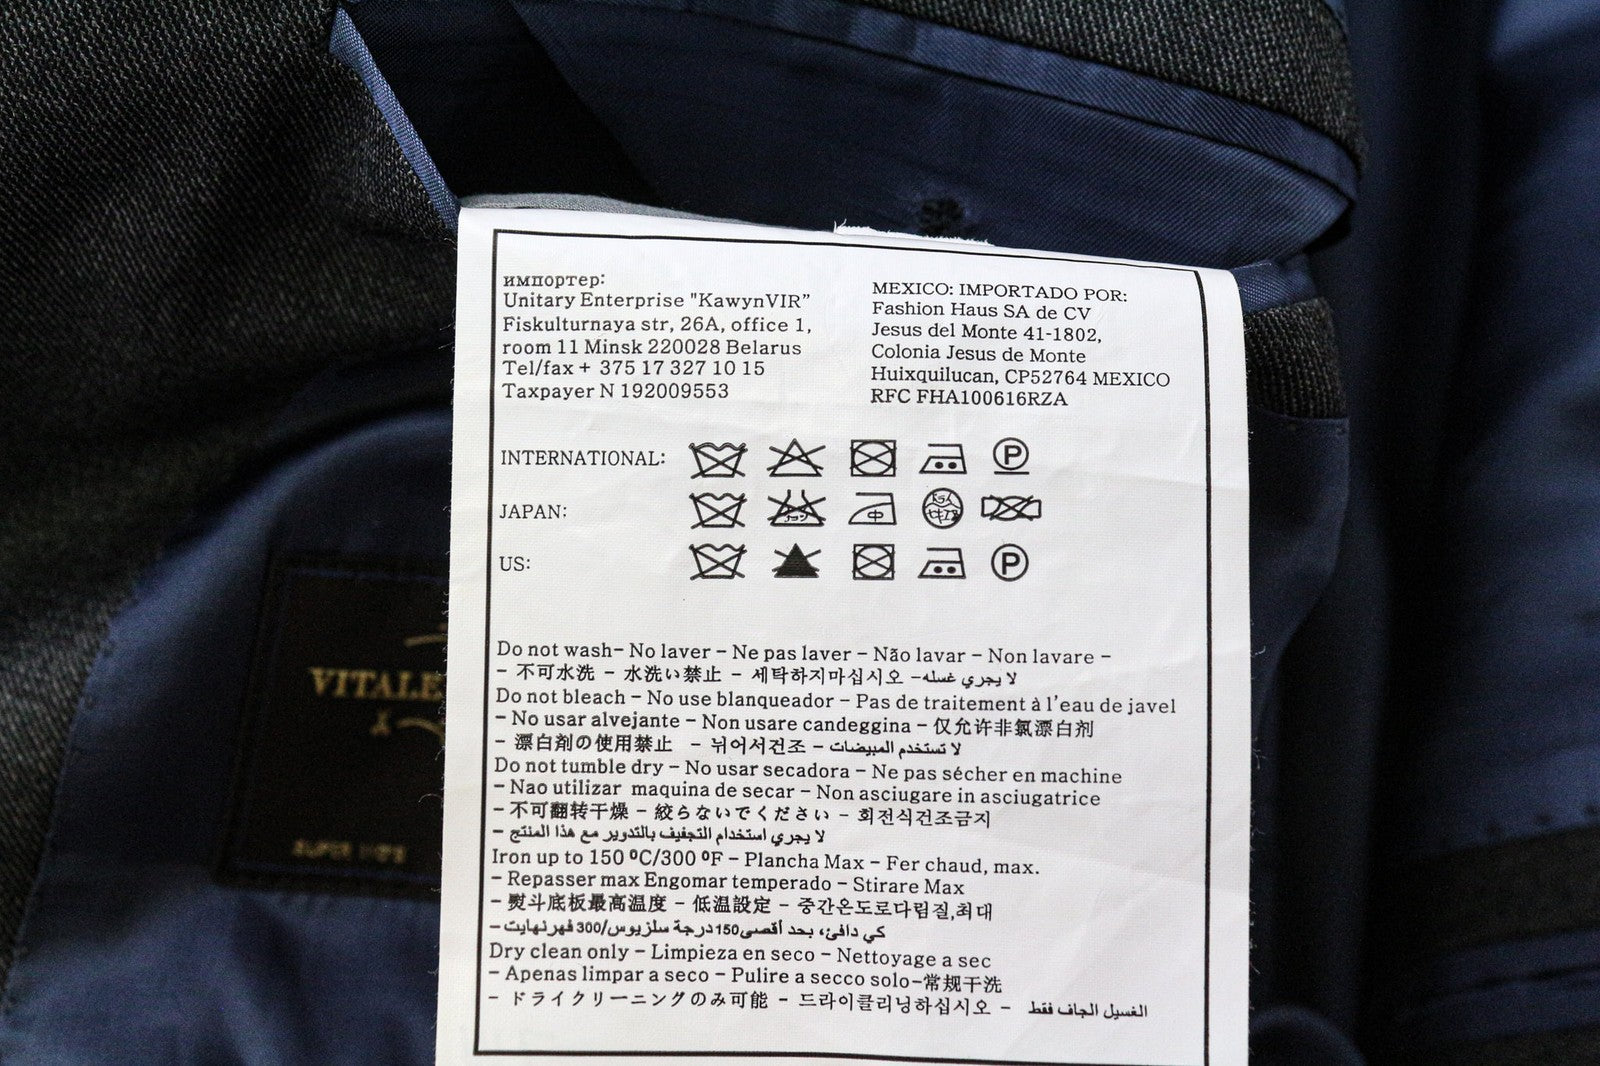 импортер:
Unitary Enterprise "KawynVIR"
Fiskulturnaya str, 26A, office 1,
room 11 Minsk 220028 Belarus
Tel/fax + 375 17 327 10 15
Taxpayer N 192009553
MEXICO: IMPORTADO POR:
Fashion Haus SA de CV
Jesus del Monte 41-1802,
Colonia Jesus de Monte
Huixquilucan, CP52764 MEXICO
RFC FHA100616RZA
INTERNATIONAL:
P
JAPAN:
中
US:
P
Do not wash- No laver - Ne pas laver - Não lavar - Non lavare -
- 不可水洗 - 水洗い禁止 - 세탁하지마십시오 -لا يجري غسله
Do not bleach - No use blanqueador - Pas de traitement à l'eau de javel
- No usar alvejante - Non usare candeggina - 仅允许非氯漂白剂
- 漂白剤の使用禁止 - 뉘어서건조 - لا تستخدم المبيضات
Do not tumble dry - No usar secadora - Ne pas sécher en machine
- Nao utilizar maquina de secar - Non asciugare in asciugatrice
- 不可翻转干燥 - 絞らないでください - 회전식건조금지
- لا يجري استخدام التجفيف بالتدوير مع هذا المنتج
Iron up to 150 ºC/300 ºF - Plancha Max - Fer chaud, max.
- Repasser max Engomar temperado - Stirare Max
- 熨斗底板最高温度 - 低温設定 - 중간온도로다림질,최대
- كي دافئ، بحد أقصى150درجة سلزيوس/300 فهرنهايت
Dry clean only - Limpieza en seco - Nettoyage a sec
- Apenas limpar a seco - Pulire a secco solo-常规干洗
- ドライクリーニングのみ可能 - 드라이클리닝하십시오 - الغسيل الجاف فقط
VITALE
SUPER